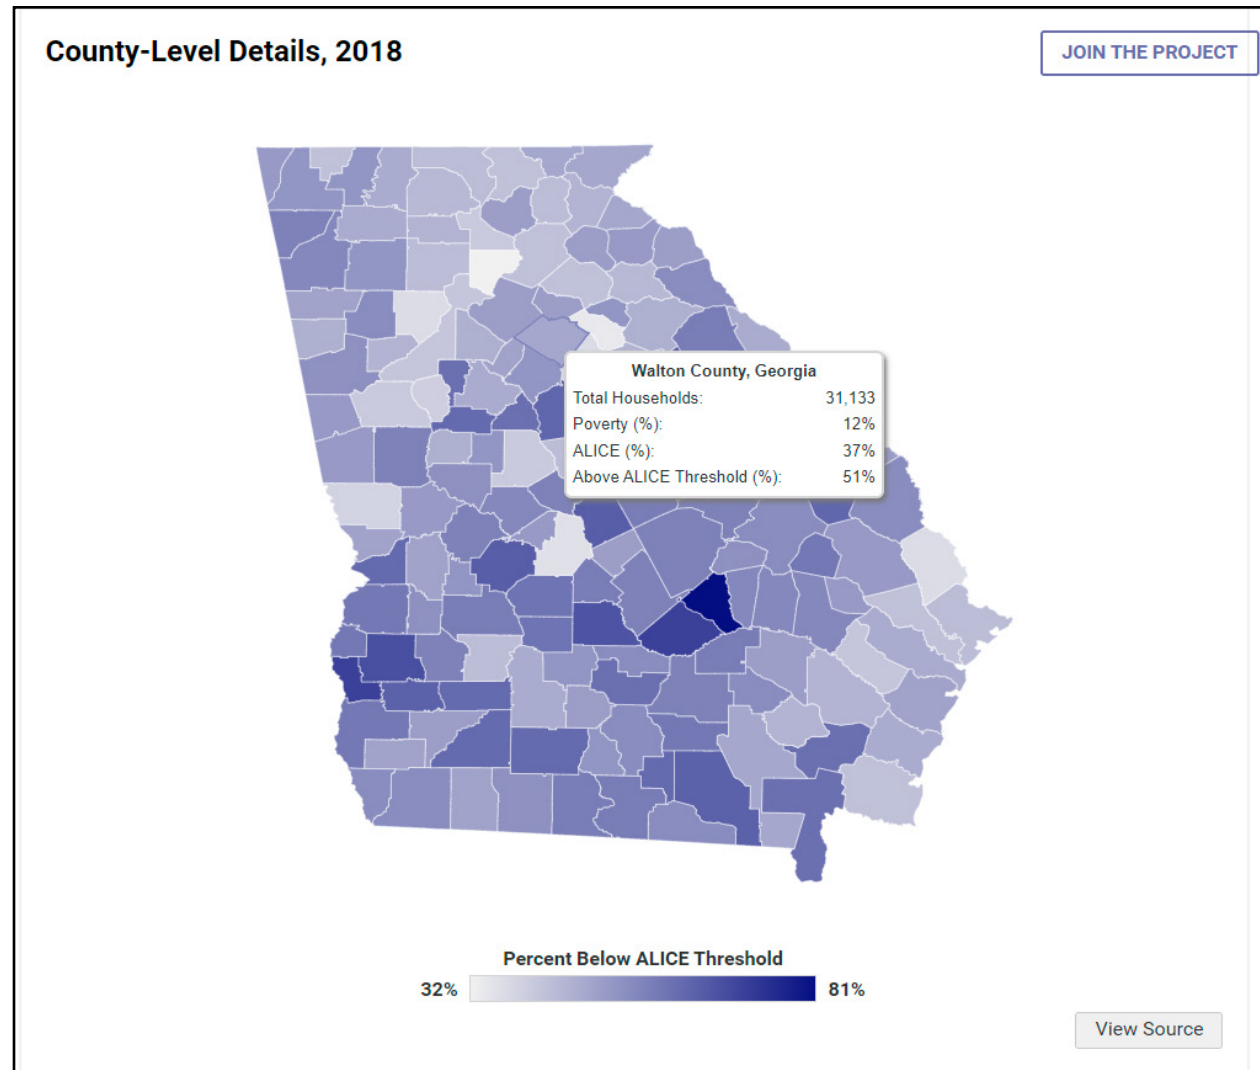 County-Level Details, 2018
JOIN THE PROJECT
Walton County, Georgia
Total Households: 31,133
Poverty (%): 12%
ALICE (%): 37%
Above ALICE Threshold (%): 51%
Percent Below ALICE Threshold
32% 81%
View Source